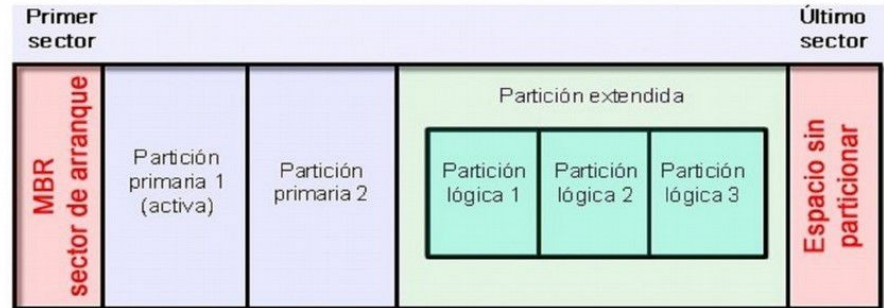 Primer
sector
Último
sector
MBR
sector de arranque
Partición
primaria 1
(activa)
Partición
primaria 2
Partición extendida
Partición
lógica 1
Partición
lógica 2
Partición
lógica 3
Espacio sin
particionar